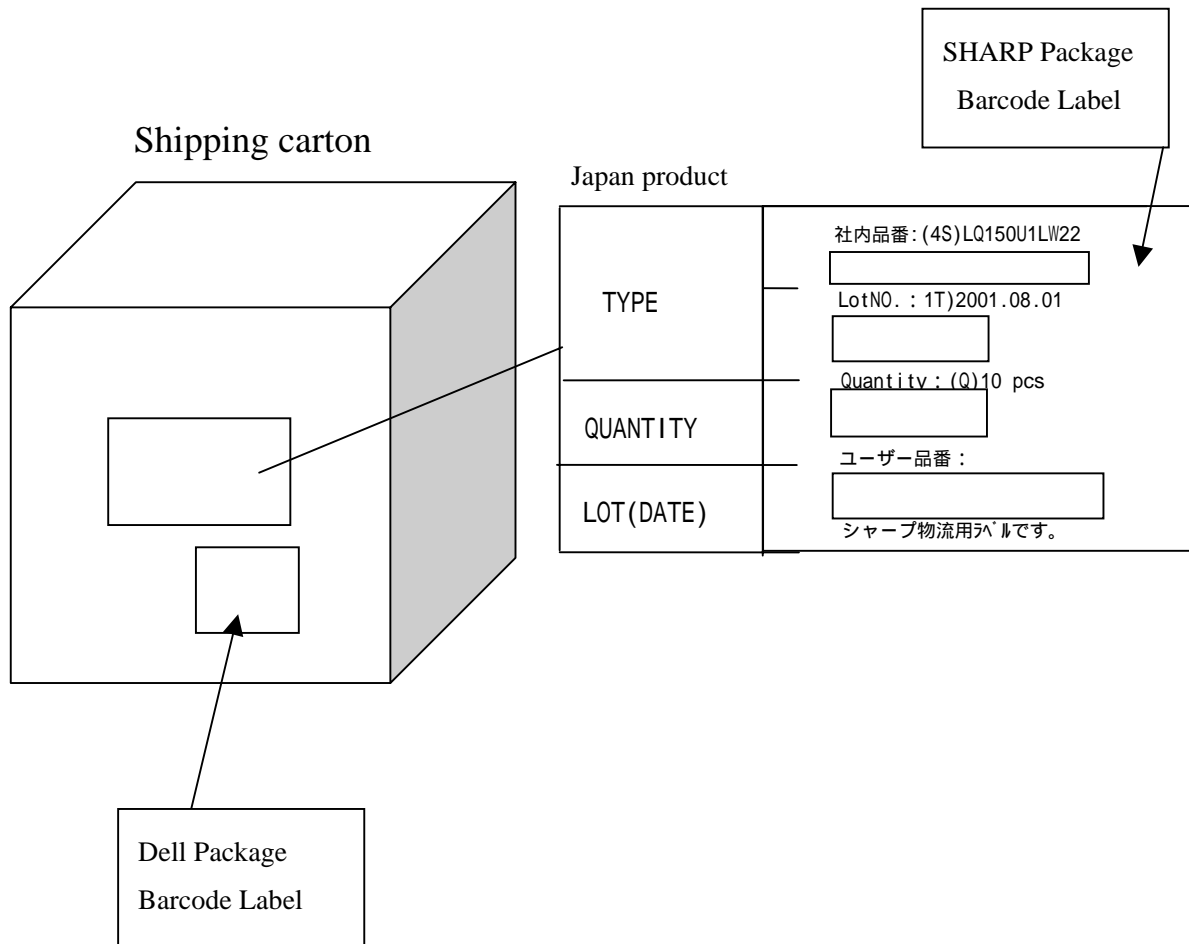 SHARP Package
Barcode Label
Shipping carton
Japan product
社内品番:(4S)LQ150U1LW22
TYPE
LotNO.：1T)2001.08.01
Quantity：(Q)10 pcs
QUANTITY
ユーザー品番：
LOT(DATE)
シャープ物流用ﾗﾍﾞﾙです。
Dell Package
Barcode Label